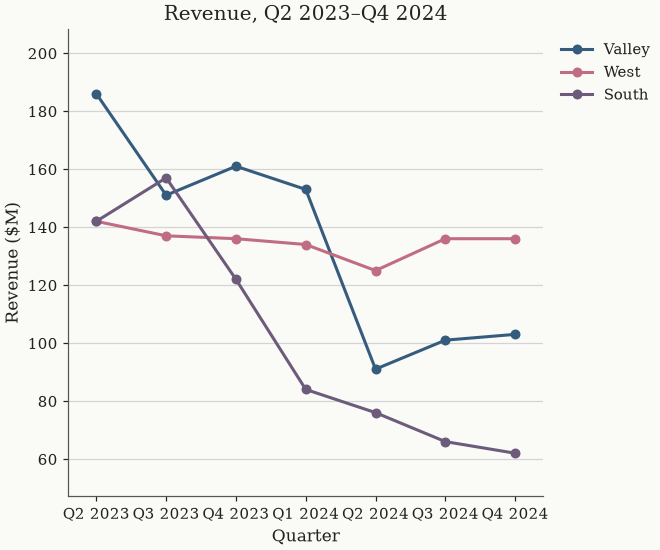 Revenue, Q2 2023–Q4 2024
Valley
West
South
Revenue ($M)
200
180
160
140
120
100
80
60
Q2 2023 Q3 2023 Q4 2023 Q1 2024 Q2 2024 Q3 2024 Q4 2024
Quarter